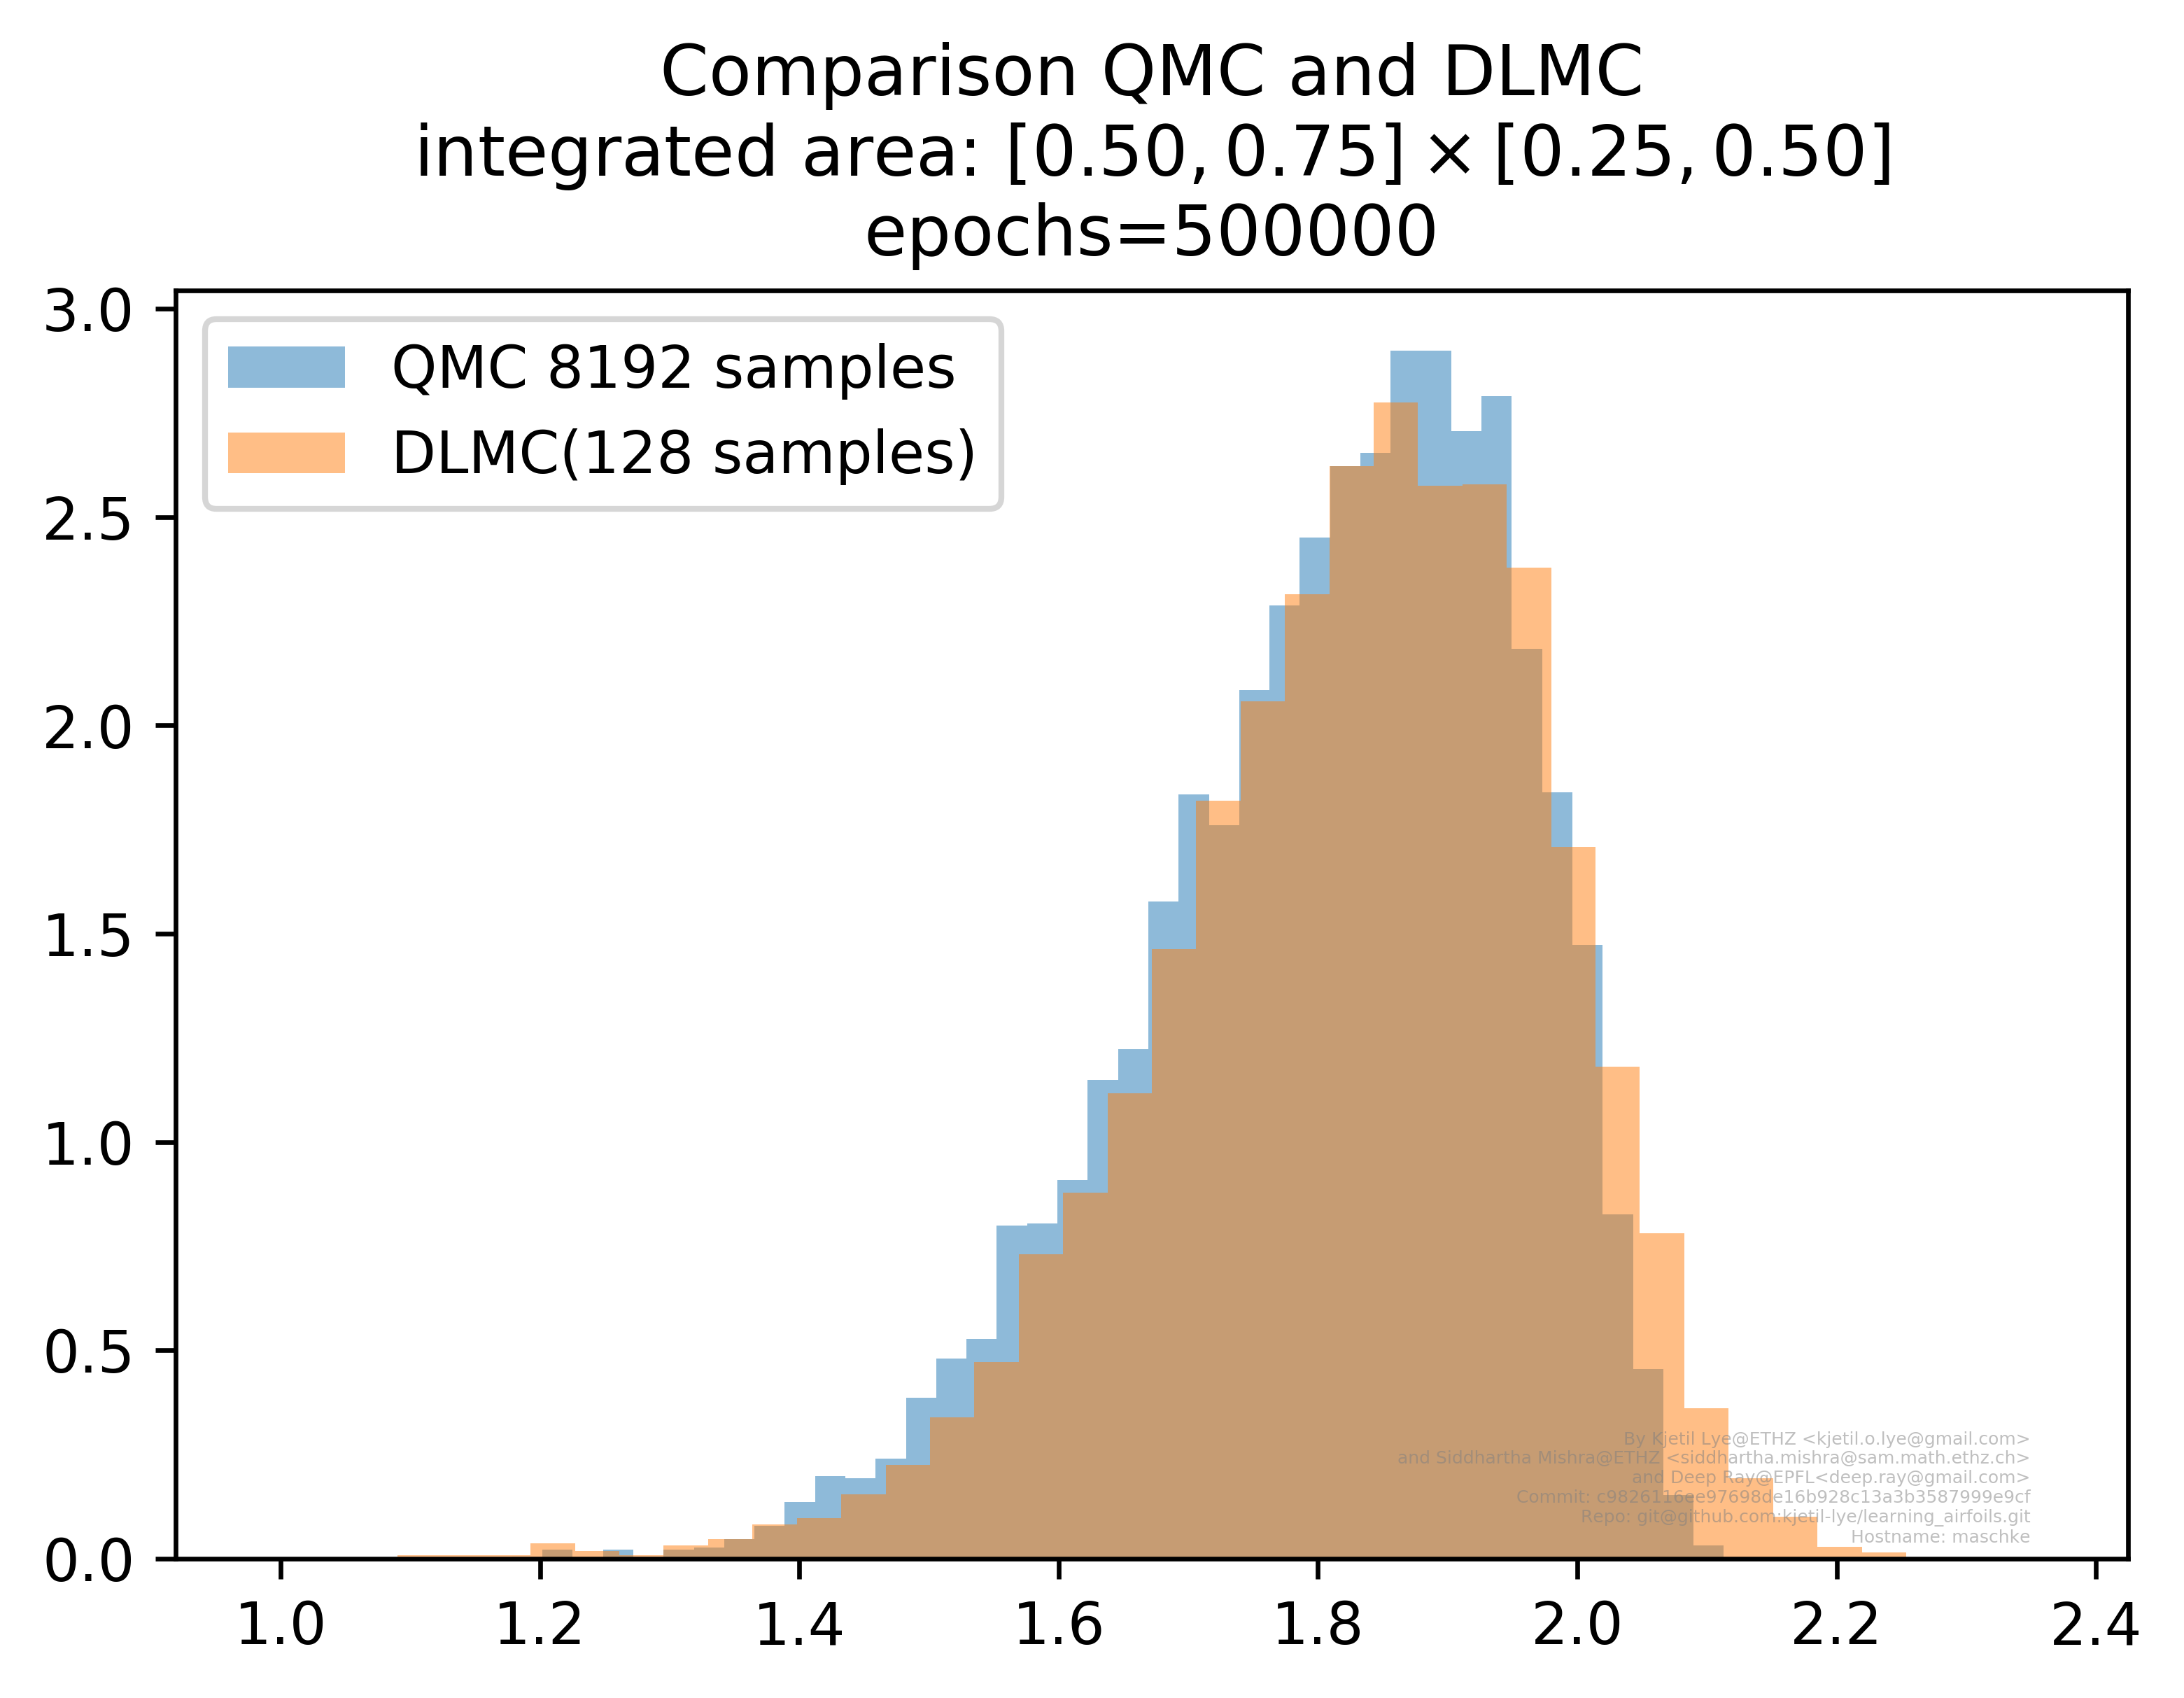 Comparison QMC and DLMC
integrated area: [0.50, 0.75] × [0.25, 0.50]
epochs=500000
3.0
QMC 8192 samples
DLMC(128 samples)
2.5
2.0
1.5
1.0
0.5
0.0
By Kjetil Lye@ETHZ <kjetil.o.lye@gmail.com>
and Siddhartha Mishra@ETHZ <siddhartha.mishra@sam.math.ethz.ch>
and Deep Ray@EPFL<deep.ray@gmail.com>
Commit: c9826116ee97698de16b928c13a3b3587999e9cf
Repo: git@github.com:kjetil-lye/learning_airfoils.git
Hostname: maschke
1.0 1.2 1.4 1.6 1.8 2.0 2.2 2.4